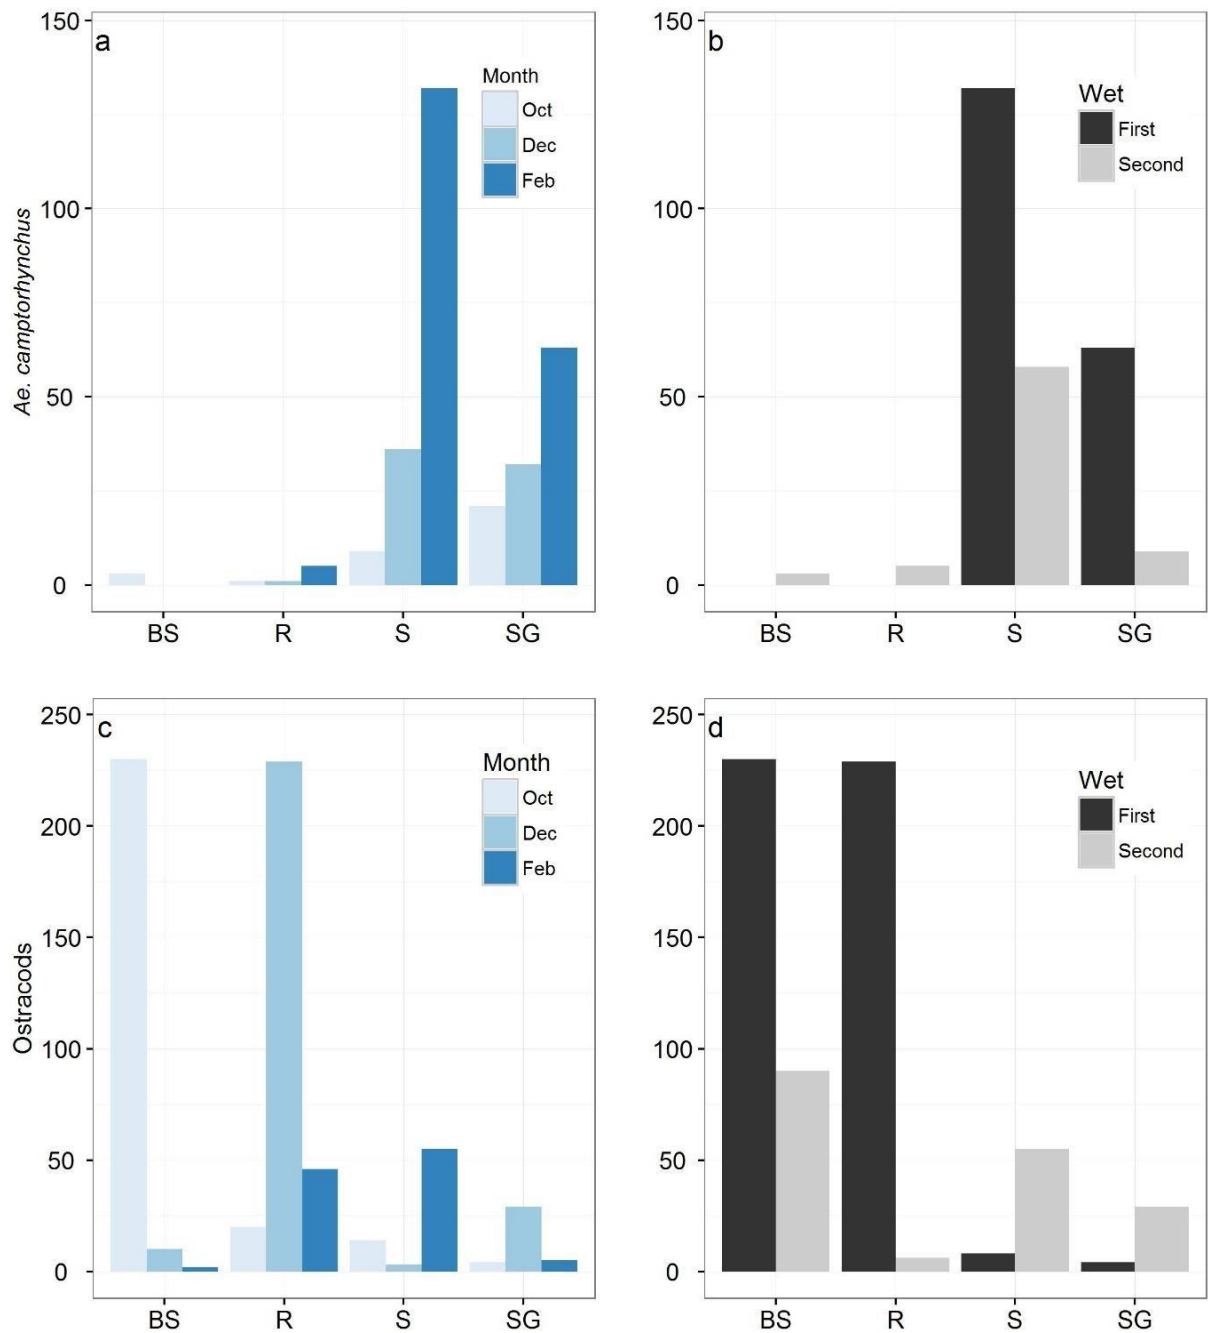 a
Month
Oct
Dec
Feb
150
100
50
0
Ae. camptorhynchus
BS R S SG
b
Wet
First
Second
150
100
50
0
BS R S SG
c
Month
Oct
Dec
Feb
250
200
150
100
50
0
Ostracods
BS R S SG
d
Wet
First
Second
250
200
150
100
50
0
BS R S SG